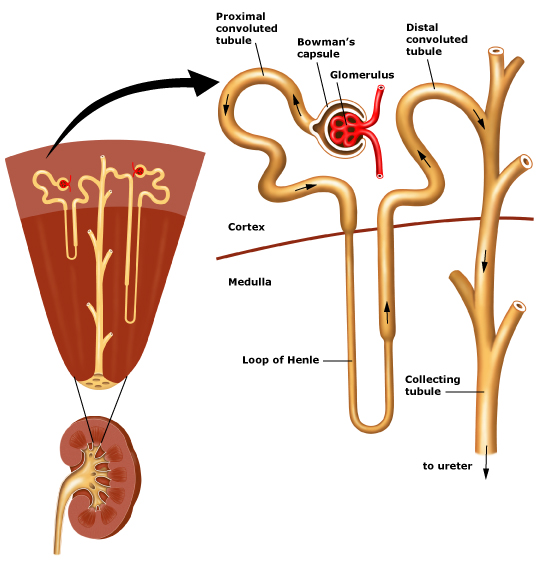 Proximal
convoluted
tubule
Bowman's
capsule
Glomerulus
Distal
convoluted
tubule
Cortex
Medulla
Loop of Henle
Collecting
tubule
to ureter